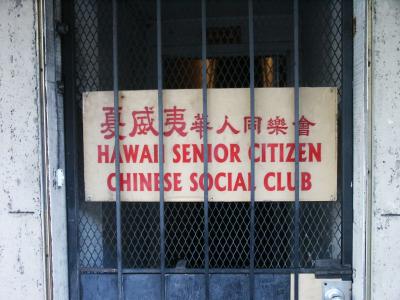 夏威夷華人同樂會
HAWAII SENIOR CITIZEN
CHINESE SOCIAL CLUB